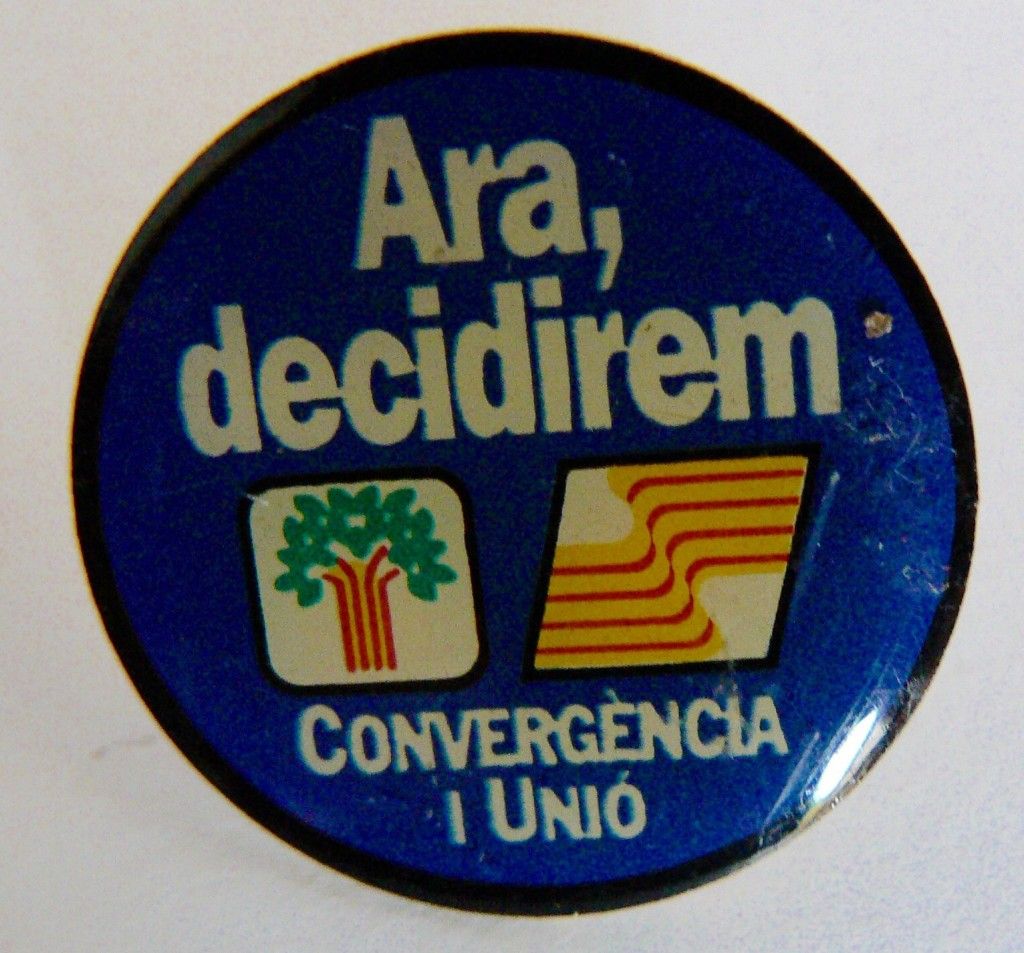 Ara,
decidirem
CONVERGÈNCIA
I UNIÓ